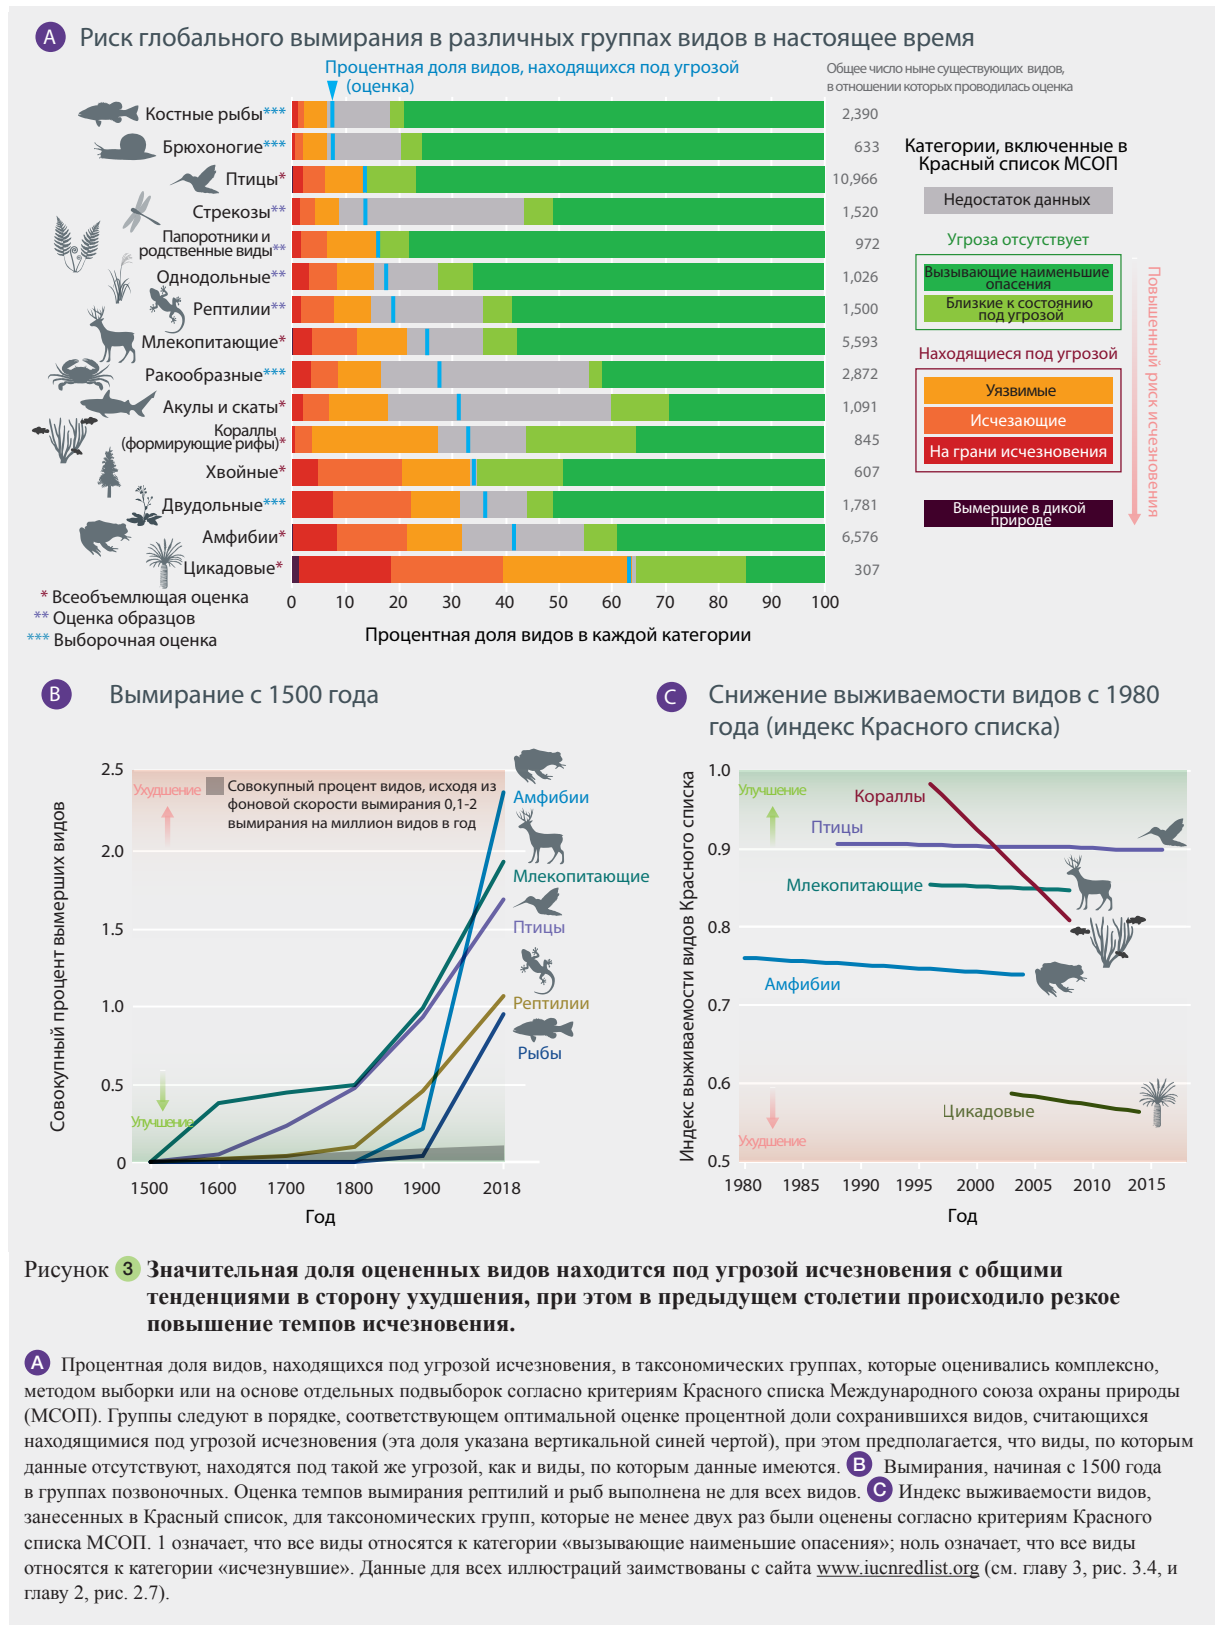 A Риск глобального вымирания в различных группах видов в настоящее время
Процентная доля видов, находящихся под угрозой
(оценка)
Общее число ныне существующих видов,
в отношении которых проводилась оценка
Костные рыбы*** 2,390
Брюхоногие*** 633
Птицы* 10,966
Стрекозы** 1,520
Папоротники и
родственные виды** 972
Однодольные** 1,026
Рептилии** 1,500
Млекопитающие* 5,593
Ракообразные*** 2,872
Акулы и скаты* 1,091
Кораллы
(формирующие рифы)* 845
Хвойные* 607
Двудольные*** 1,781
Амфибии* 6,576
Цикадовые* 307
0 10 20 30 40 50 60 70 80 90 100
Процентная доля видов в каждой категории
* Всеобъемлющая оценка
** Оценка образцов
*** Выборочная оценка
Категории, включенные в
Красный список МСОП
Недостаток данных
Угроза отсутствует
Вызывающие наименьшие
опасения
Близкие к состоянию
под угрозой
Находящиеся под угрозой
Уязвимые
Исчезающие
На грани исчезновения
Вымершие в дикой
природе
Повышенный риск исчезновения
B Вымирание с 1500 года
Совокупный процент вымерших видов
2.5
2.0
1.5
1.0
0.5
0
Ухудшение
Улучшение
Совокупный процент видов, исходя из
фоновой скорости вымирания 0,1-2
вымирания на миллион видов в год
Амфибии
Млекопитающие
Птицы
Рептилии
Рыбы
1500 1600 1700 1800 1900 2018
Год
C Снижение выживаемости видов с 1980
года (индекс Красного списка)
Индекс выживаемости видов Красного списка
1.0
0.9
0.8
0.7
0.6
0.5
Улучшение
Ухудшение
Кораллы
Птицы
Млекопитающие
Амфибии
Цикадовые
1980 1985 1990 1995 2000 2005 2010 2015
Год
Рисунок 3 Значительная доля оцененных видов находится под угрозой исчезновения с общими
тенденциями в сторону ухудшения, при этом в предыдущем столетии происходило резкое
повышение темпов исчезновения.
A Процентная доля видов, находящихся под угрозой исчезновения, в таксономических группах, которые оценивались комплексно,
методом выборки или на основе отдельных подвыборок согласно критериям Красного списка Международного союза охраны природы
(МСОП). Группы следуют в порядке, соответствующем оптимальной оценке процентной доли сохранившихся видов, считающихся
находящимися под угрозой исчезновения (эта доля указана вертикальной синей чертой), при этом предполагается, что виды, по которым
данные отсутствуют, находятся под такой же угрозой, как и виды, по которым данные имеются. B Вымирания, начиная с 1500 года
в группах позвоночных. Оценка темпов вымирания рептилий и рыб выполнена не для всех видов. C Индекс выживаемости видов,
занесенных в Красный список, для таксономических групп, которые не менее двух раз были оценены согласно критериям Красного
списка МСОП. 1 означает, что все виды относятся к категории «вызывающие наименьшие опасения»; ноль означает, что все виды
относятся к категории «исчезнувшие». Данные для всех иллюстраций заимствованы с сайта www.iucnredlist.org (см. главу 3, рис. 3.4, и
главу 2, рис. 2.7).